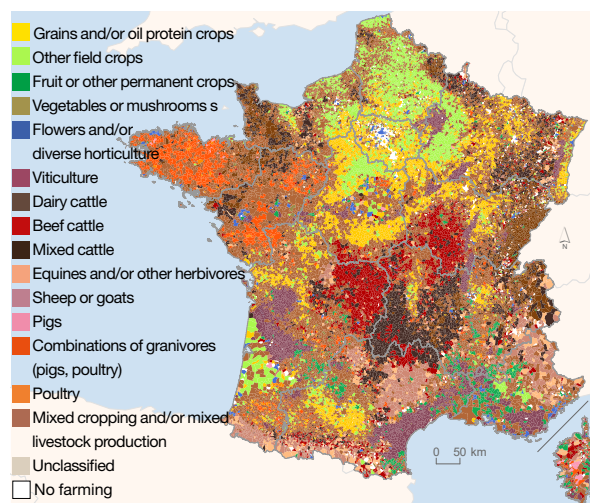 Grains and/or oil protein crops
Other field crops
Fruit or other permanent crops
Vegetables or mushrooms s
Flowers and/or
diverse horticulture
Viticulture
Dairy cattle
Beef cattle
Mixed cattle
Equines and/or other herbivores
Sheep or goats
Pigs
Combinations of granivores
(pigs, poultry)
Poultry
Mixed cropping and/or mixed
livestock production
Unclassified
No farming
N
0 50 km